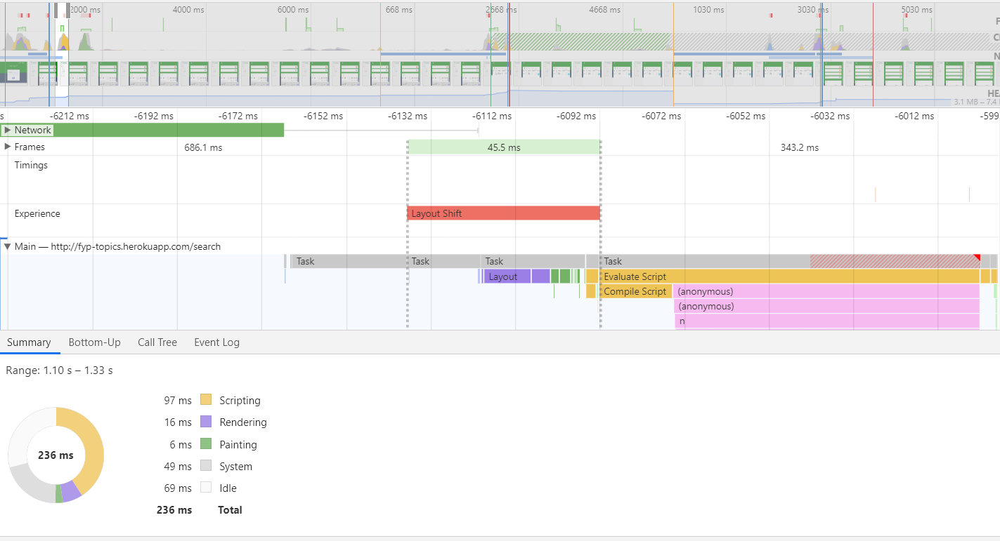 2000 ms 4000 ms 6000 ms 668 ms 2668 ms 4668 ms 1030 ms 3030 ms 5030 ms
3.1 MB – 7.4
s -6212 ms -6192 ms -6172 ms -6152 ms -6132 ms -6112 ms -6092 ms -6072 ms -6052 ms -6032 ms -6012 ms -599
Network
Frames 686.1 ms 45.5 ms 343.2 ms
Timings
Experience Layout Shift
Main — http://fyp-topics.herokuapp.com/search
Task Task Task Task
Layout Evaluate Script
Compile Script (anonymous)
(anonymous)
n
Summary Bottom-Up Call Tree Event Log
Range: 1.10 s – 1.33 s
97 ms Scripting
16 ms Rendering
6 ms Painting
49 ms System
69 ms Idle
236 ms Total
236 ms